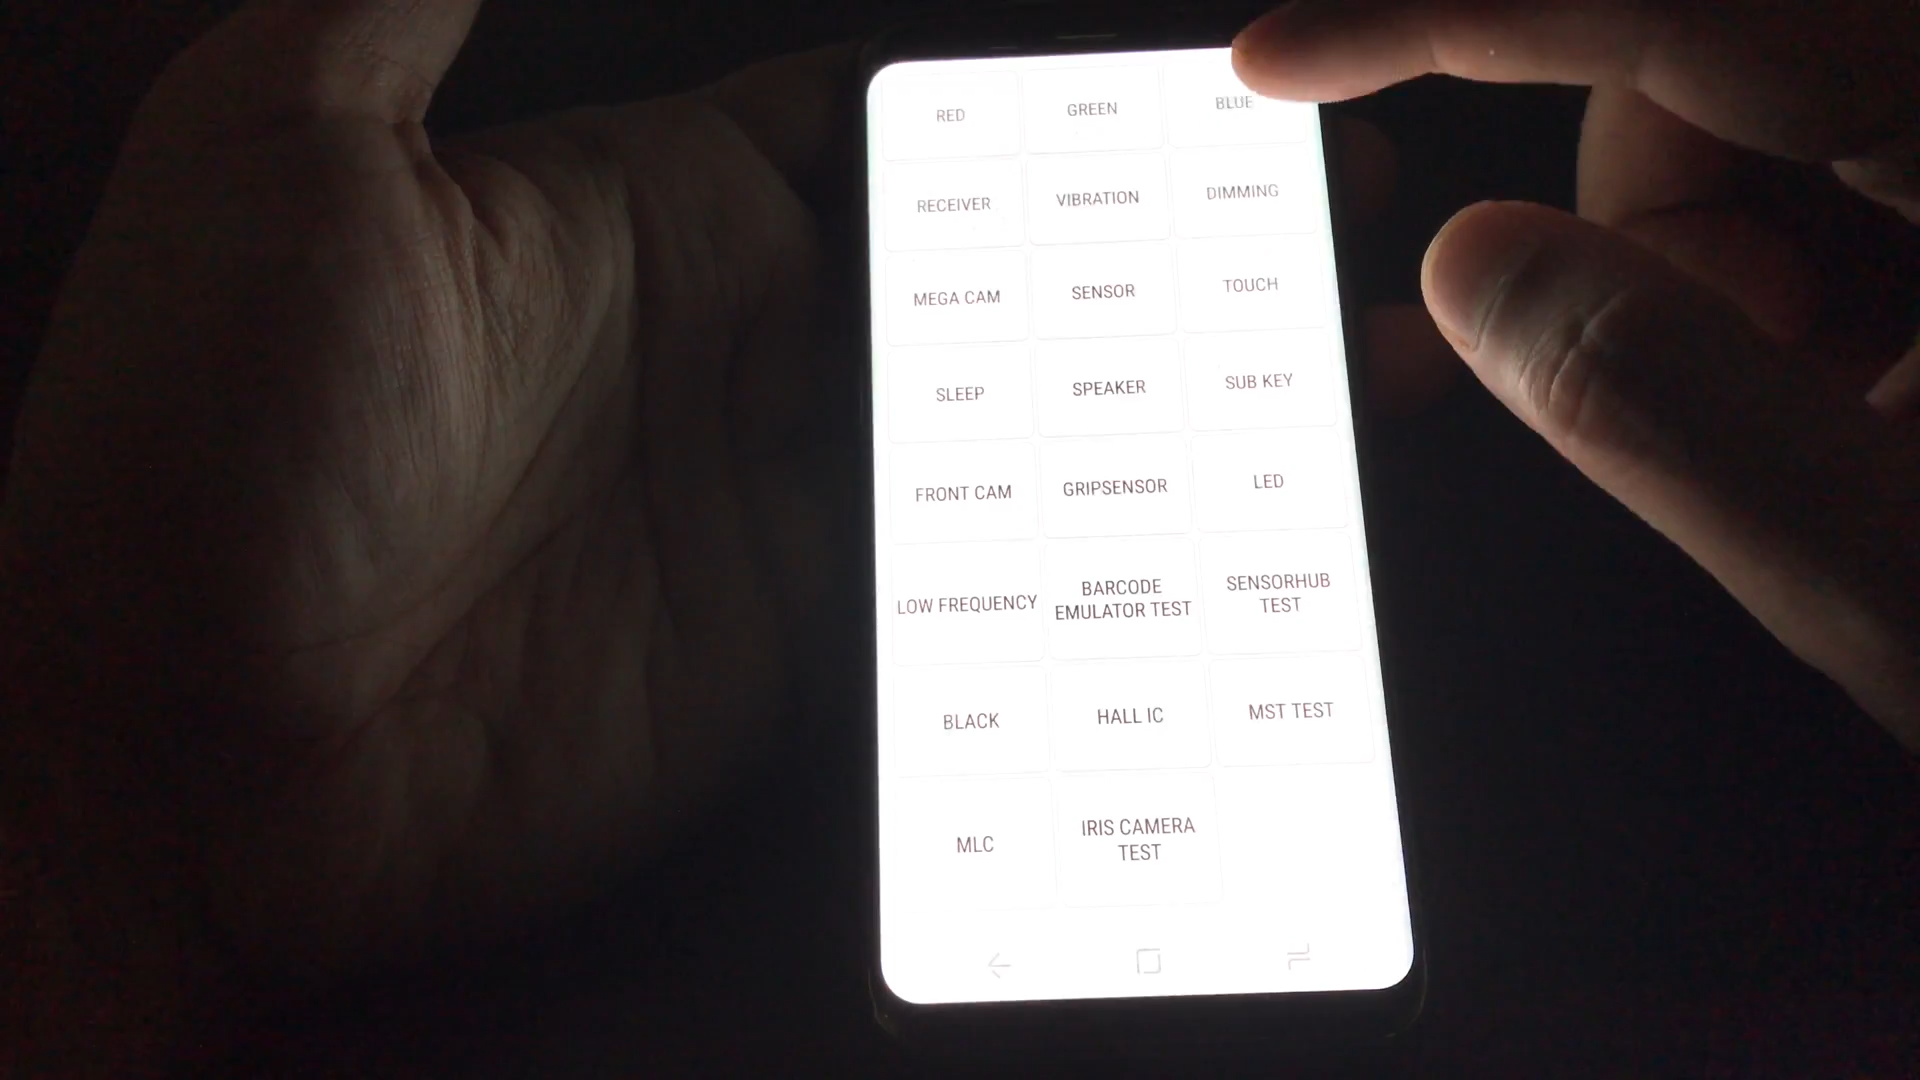 RED
GREEN
BLUE
RECEIVER
VIBRATION
DIMMING
MEGA CAM
SENSOR
TOUCH
SLEEP
SPEAKER
SUB KEY
FRONT CAM
GRIPSENSOR
LED
LOW FREQUENCY
BARCODE
EMULATOR TEST
SENSORHUB
TEST
BLACK
HALL IC
MST TEST
MLC
IRIS CAMERA
TEST